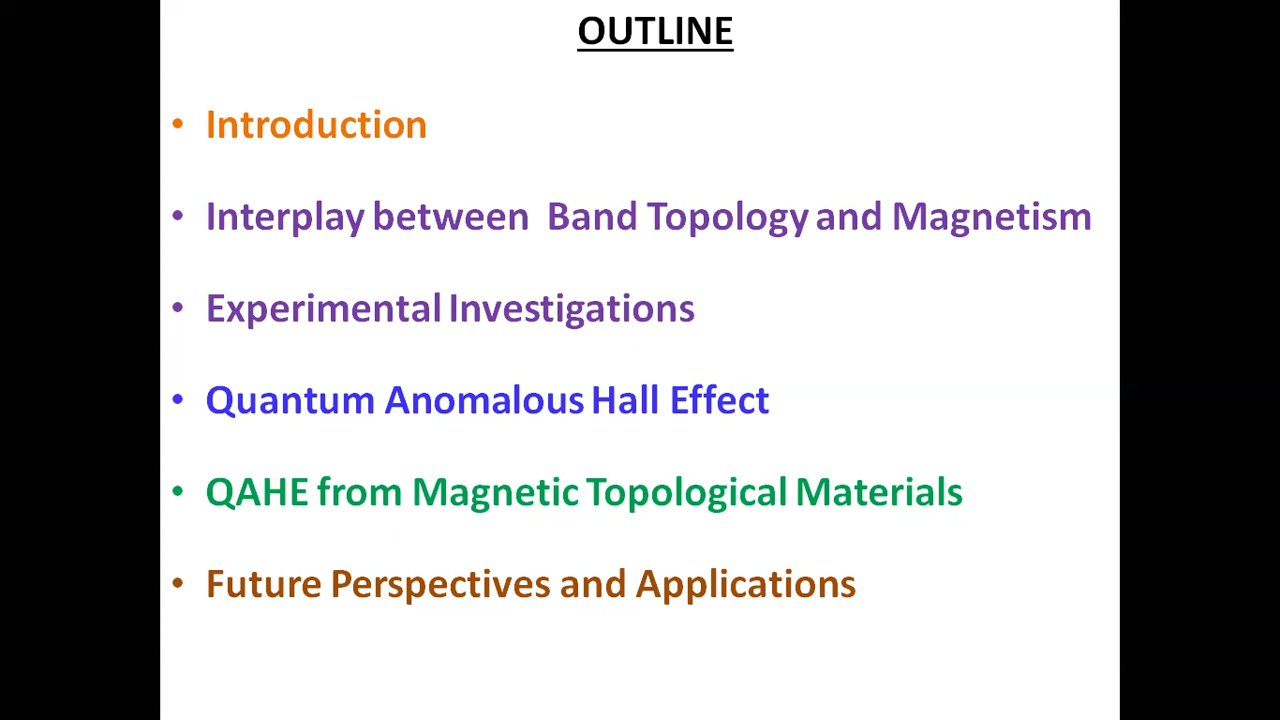 OUTLINE
• Introduction
• Interplay between Band Topology and Magnetism
• Experimental Investigations
• Quantum Anomalous Hall Effect
• QAHE from Magnetic Topological Materials
• Future Perspectives and Applications